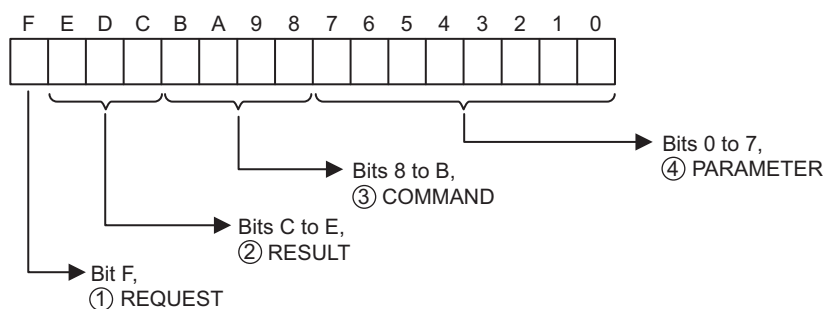 F E D C B A 9 8 7 6 5 4 3 2 1 0
Bits 0 to 7,
④ PARAMETER
Bits 8 to B,
③ COMMAND
Bits C to E,
② RESULT
Bit F,
① REQUEST